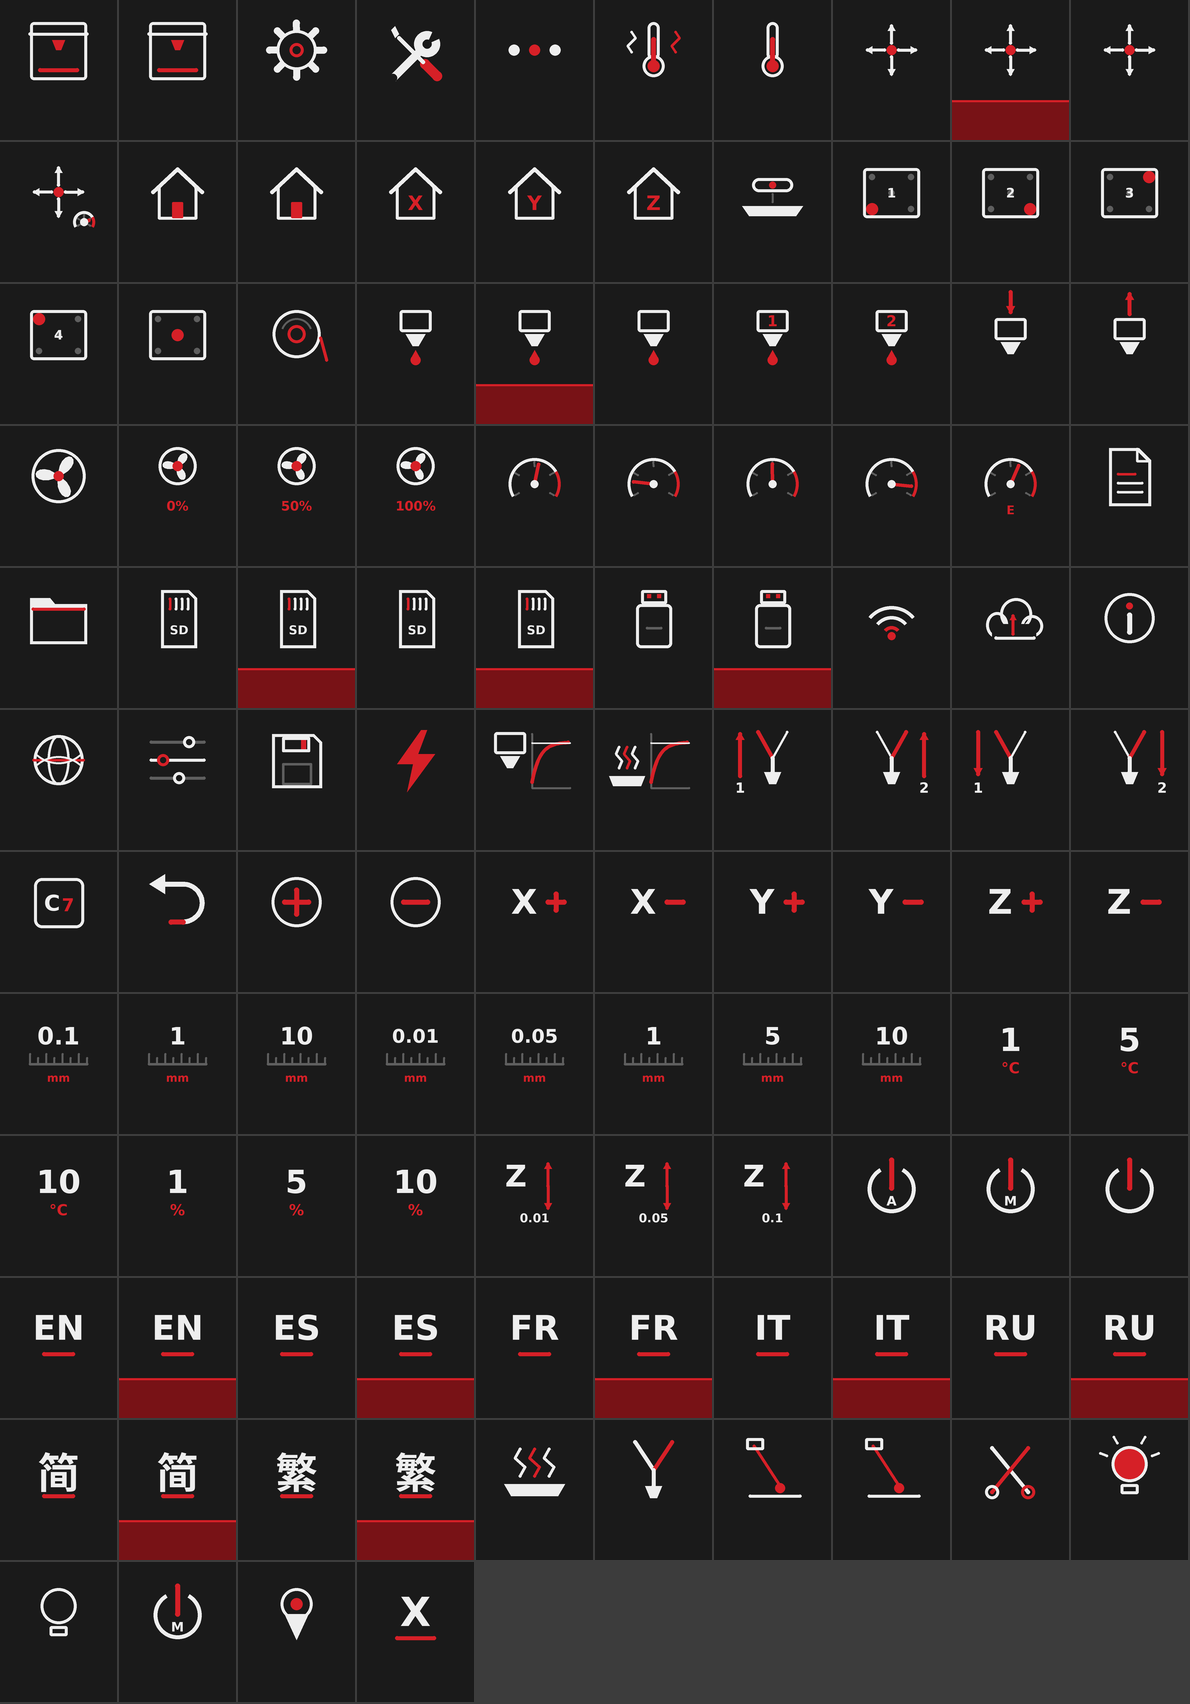 X Y Z 1 2 3
4 1 2
0% 50% 100% E
SD SD SD SD
1 2 1 2
C7 X+ X- Y+ Y- Z+ Z-
0.1 1 10 0.01 0.05 1 5 10 1 5
mm mm mm mm mm mm mm mm °C °C
10 1 5 10 Z Z Z
°C % % % 0.01 0.05 0.1 A M
EN EN ES ES FR FR IT IT RU RU
简 简 繁 繁
M X